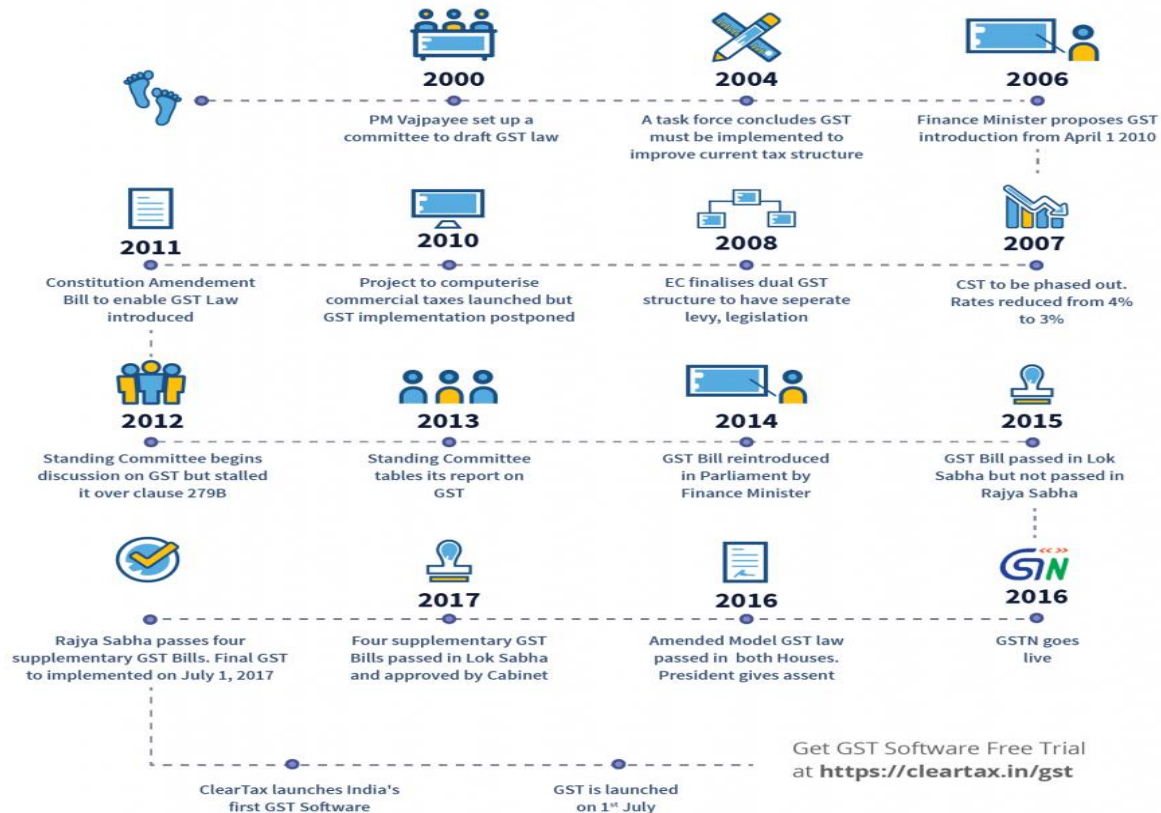 2000
PM Vajpayee set up a
committee to draft GST law
2004
A task force concludes GST
must be implemented to
improve current tax structure
2006
Finance Minister proposes GST
introduction from April 1 2010
2011
Constitution Amendement
Bill to enable GST Law
introduced
2010
Project to computerise
commercial taxes launched but
GST implementation postponed
2008
EC finalises dual GST
structure to have seperate
levy, legislation
2007
CST to be phased out.
Rates reduced from 4%
to 3%
2012
Standing Committee begins
discussion on GST but stalled
it over clause 279B
2013
Standing Committee
tables its report on
GST
2014
GST Bill reintroduced
in Parliament by
Finance Minister
2015
GST Bill passed in Lok
Sabha but not passed in
Rajya Sabha
Rajya Sabha passes four
supplementary GST Bills. Final GST
to implemented on July 1, 2017
2017
Four supplementary GST
Bills passed in Lok Sabha
and approved by Cabinet
2016
Amended Model GST law
passed in both Houses.
President gives assent
GSTN
2016
GSTN goes
live
ClearTax launches India's
first GST Software
GST is launched
on 1st July
Get GST Software Free Trial
at https://cleartax.in/gst